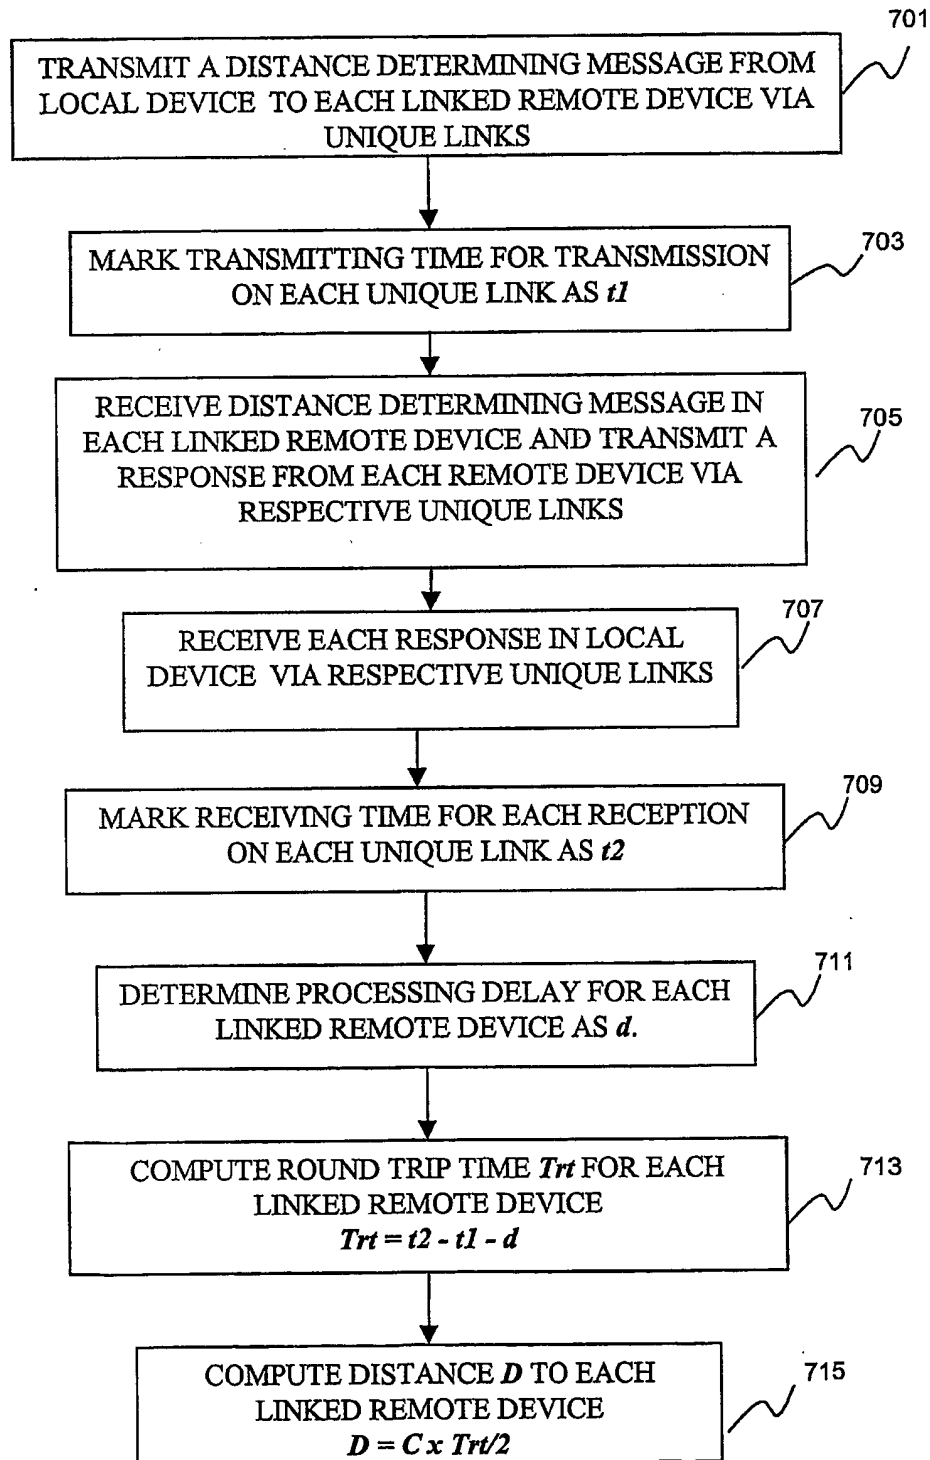 701
TRANSMIT A DISTANCE DETERMINING MESSAGE FROM
LOCAL DEVICE TO EACH LINKED REMOTE DEVICE VIA
UNIQUE LINKS
703
MARK TRANSMITTING TIME FOR TRANSMISSION
ON EACH UNIQUE LINK AS t1
705
RECEIVE DISTANCE DETERMINING MESSAGE IN
EACH LINKED REMOTE DEVICE AND TRANSMIT A
RESPONSE FROM EACH REMOTE DEVICE VIA
RESPECTIVE UNIQUE LINKS
707
RECEIVE EACH RESPONSE IN LOCAL
DEVICE VIA RESPECTIVE UNIQUE LINKS
709
MARK RECEIVING TIME FOR EACH RECEPTION
ON EACH UNIQUE LINK AS t2
711
DETERMINE PROCESSING DELAY FOR EACH
LINKED REMOTE DEVICE AS d.
713
COMPUTE ROUND TRIP TIME Trt FOR EACH
LINKED REMOTE DEVICE
Trt = t2 - t1 - d
715
COMPUTE DISTANCE D TO EACH
LINKED REMOTE DEVICE
D = C x Trt/2